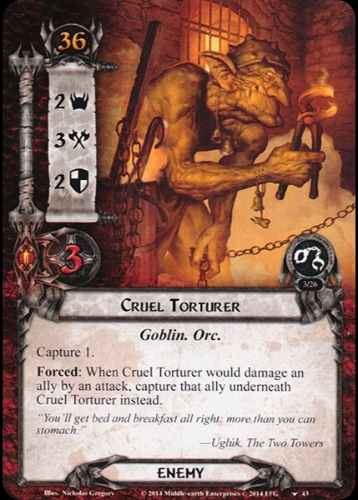 36
2
3
2
3
3/26
CRUEL TORTURER
Goblin. Orc.
Capture 1.
Forced: When Cruel Torturer would damage an
ally by an attack, capture that ally underneath
Cruel Torturer instead.
“You’ll get bed and breakfast all right: more than you can
stomach.”
—Uglúk, The Two Towers
ENEMY
Illus. Nicholas Gregory © 2014 Middle-earth Enterprises © 2014 FFG 43